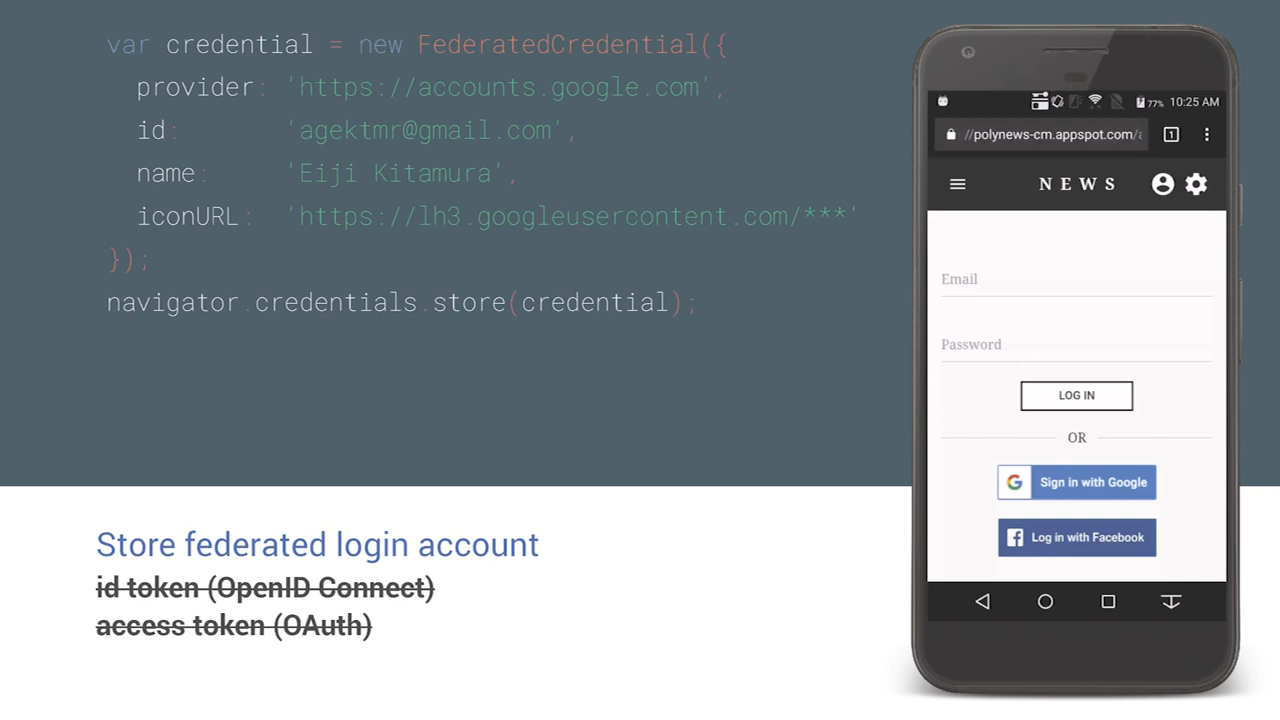 var credential = new FederatedCredential({
provider: 'https://accounts.google.com',
id: 'agektmr@gmail.com',
name: 'Eiji Kitamura',
iconURL: 'https://lh3.googleusercontent.com/***'
});
navigator.credentials.store(credential);
Store federated login account
id token (OpenID Connect)
access token (OAuth)
77% 10:25 AM
//polynews-cm.appspot.com/a
1
NEWS
Email
Password
LOG IN
OR
G Sign in with Google
f Log in with Facebook